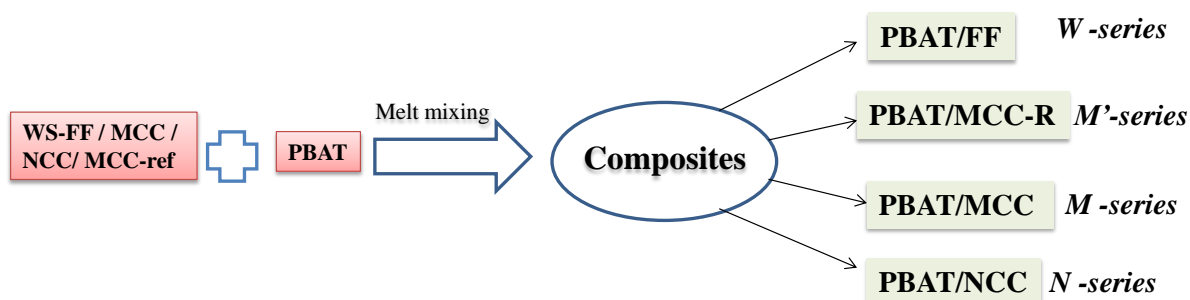 WS-FF / MCC /
NCC/ MCC-ref
PBAT
Melt mixing
Composites
PBAT/FF W -series
PBAT/MCC-R M’-series
PBAT/MCC M -series
PBAT/NCC N -series